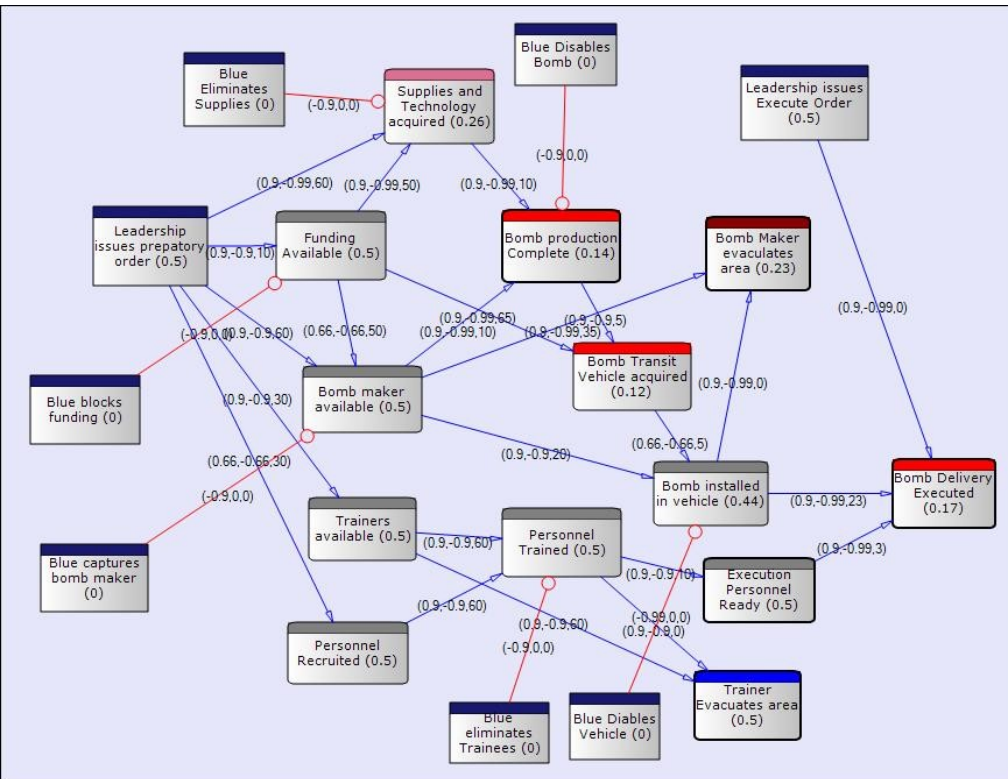 Blue
Eliminates
Supplies (0)
(-0.9,0,0)
Supplies and
Technology
acquired (0.26)
Blue Disables
Bomb (0)
(-0.9,0,0)
Leadership issues
Execute Order
(0.5)
(0.9,-0.99,60)
(0.9,-0.99,50)
(0.9,-0.99,10)
Leadership
issues prepatory
order (0.5)
(0.9,-0.9,10)
Funding
Available (0.5)
Bomb production
Complete (0.14)
Bomb Maker
evaculates
area (0.23)
(0.9,-0.99,0)
(-0.9,0,0)
(0.9,-0.9,60)
(0.66,-0.66,50)
(0.9,-0.99,65)
(0.9,-0.99,10)
(0.9,-0.9,5)
(0.9,-0.99,35)
Blue blocks
funding (0)
Bomb maker
available (0.5)
Bomb Transit
Vehicle acquired
(0.12)
(0.9,-0.99,0)
(0.9,-0.9,30)
(0.66,-0.66,30)
(0.9,-0.9,20)
(0.66,-0.66,5)
(-0.9,0,0)
Bomb installed
in vehicle (0.44)
(0.9,-0.99,23)
Bomb Delivery
Executed
(0.17)
Trainers
available (0.5)
(0.9,-0.9,60)
Personnel
Trained (0.5)
(0.9,-0.9,10)
(0.9,-0.99,3)
Blue captures
bomb maker
(0)
Execution
Personnel
Ready (0.5)
(0.9,-0.9,60)
(0.9,-0.9,60)
(-0.99,0,0)
(0.9,-0.9,0)
(-0.9,0,0)
Personnel
Recruited (0.5)
Trainer
Evacuates area
(0.5)
Blue
eliminates
Trainees (0)
Blue Diables
Vehicle (0)